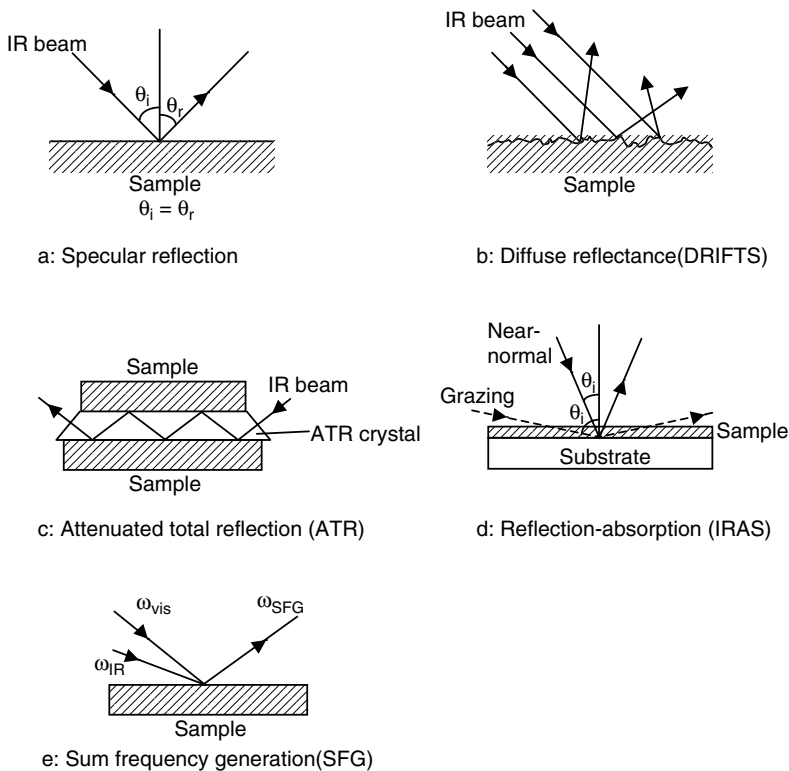 IR beam
θi
θr
Sample
θi = θr
a: Specular reflection
IR beam
Sample
b: Diffuse reflectance(DRIFTS)
Sample
IR beam
ATR crystal
Sample
c: Attenuated total reflection (ATR)
Near-
normal
θi
Grazing
θi
Sample
Substrate
d: Reflection-absorption (IRAS)
ωvis
ωSFG
ωIR
Sample
e: Sum frequency generation(SFG)